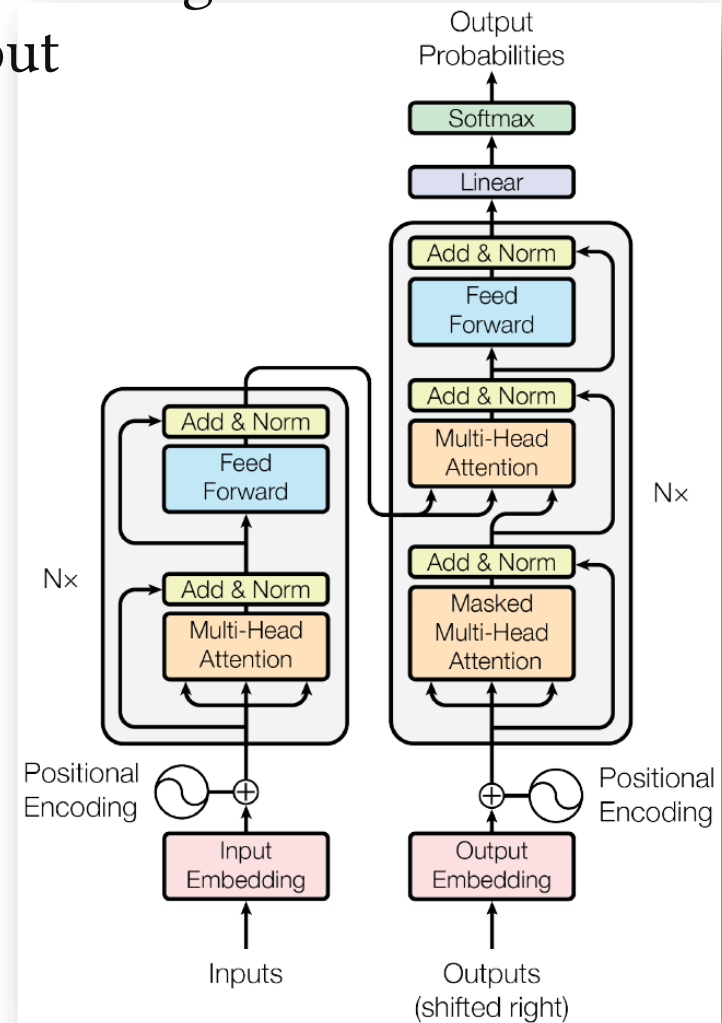 out
Output
Probabilities
Softmax
Linear
Add & Norm
Feed
Forward
Add & Norm
Multi-Head
Attention
Nx
Add & Norm
Masked
Multi-Head
Attention
Positional
Encoding
Output
Embedding
Outputs
(shifted right)
Add & Norm
Feed
Forward
Nx
Add & Norm
Multi-Head
Attention
Positional
Encoding
Input
Embedding
Inputs